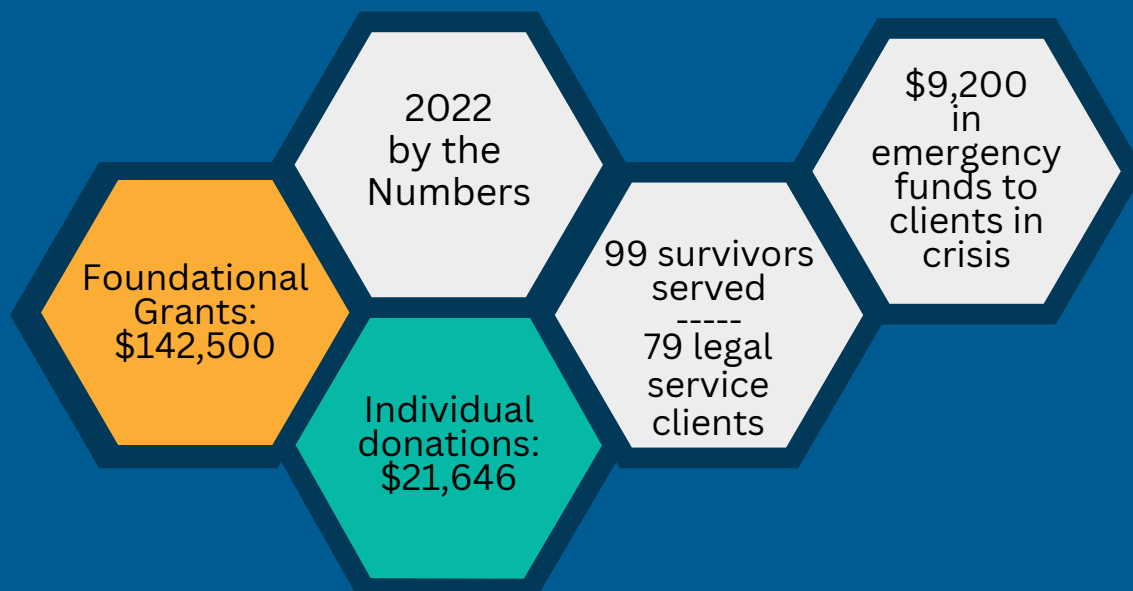 2022
by the
Numbers
$9,200
in
emergency
funds to
clients in
crisis
Foundational
Grants:
$142,500
99 survivors
served
-----
79 legal
service
clients
Individual
donations:
$21,646